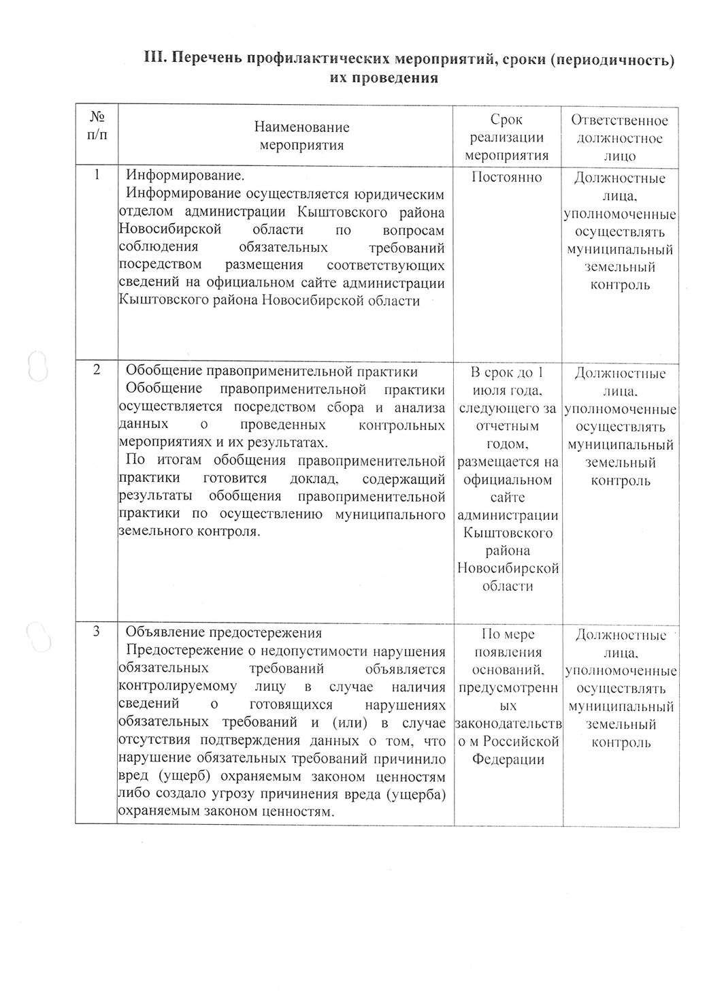 III. Перечень профилактических мероприятий, сроки (периодичность)
их проведения
№
п/п
Наименование
мероприятия
Срок
реализации
мероприятия
Ответственное
должностное
лицо
1
Информирование.
Информирование осуществляется юридическим
отделом администрации Кыштовского района
Новосибирской области по вопросам
соблюдения обязательных требований
посредством размещения соответствующих
сведений на официальном сайте администрации
Кыштовского района Новосибирской области
Постоянно
Должностные
лица,
уполномоченные
осуществлять
муниципальный
земельный
контроль
2
Обобщение правоприменительной практики
Обобщение правоприменительной практики
осуществляется посредством сбора и анализа
данных о проведенных контрольных
мероприятиях и их результатах.
По итогам обобщения правоприменительной
практики готовится доклад, содержащий
результаты обобщения правоприменительной
практики по осуществлению муниципального
земельного контроля.
В срок до 1
июля года,
следующего за
отчетным
годом,
размещается на
официальном
сайте
администрации
Кыштовского
района
Новосибирской
области
Должностные
лица,
уполномоченные
осуществлять
муниципальный
земельный
контроль
3
Объявление предостережения
Предостережение о недопустимости нарушения
обязательных требований объявляется
контролируемому лицу в случае наличия
сведений о готовящихся нарушениях
обязательных требований и (или) в случае
отсутствия подтверждения данных о том, что
нарушение обязательных требований причинило
вред (ущерб) охраняемым законом ценностям
либо создало угрозу причинения вреда (ущерба)
охраняемым законом ценностям.
По мере
появления
оснований,
предусмотренн
ых
законодательств
о м Российской
Федерации
Должностные
лица,
уполномоченные
осуществлять
муниципальный
земельный
контроль